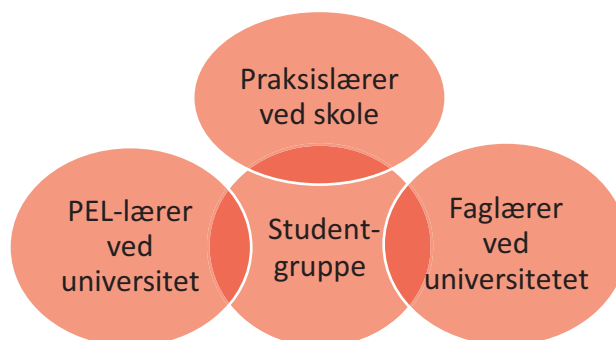 Praksislærer
ved skole
PEL-lærer
ved
universitet
Student-
gruppe
Faglærer
ved
universitetet